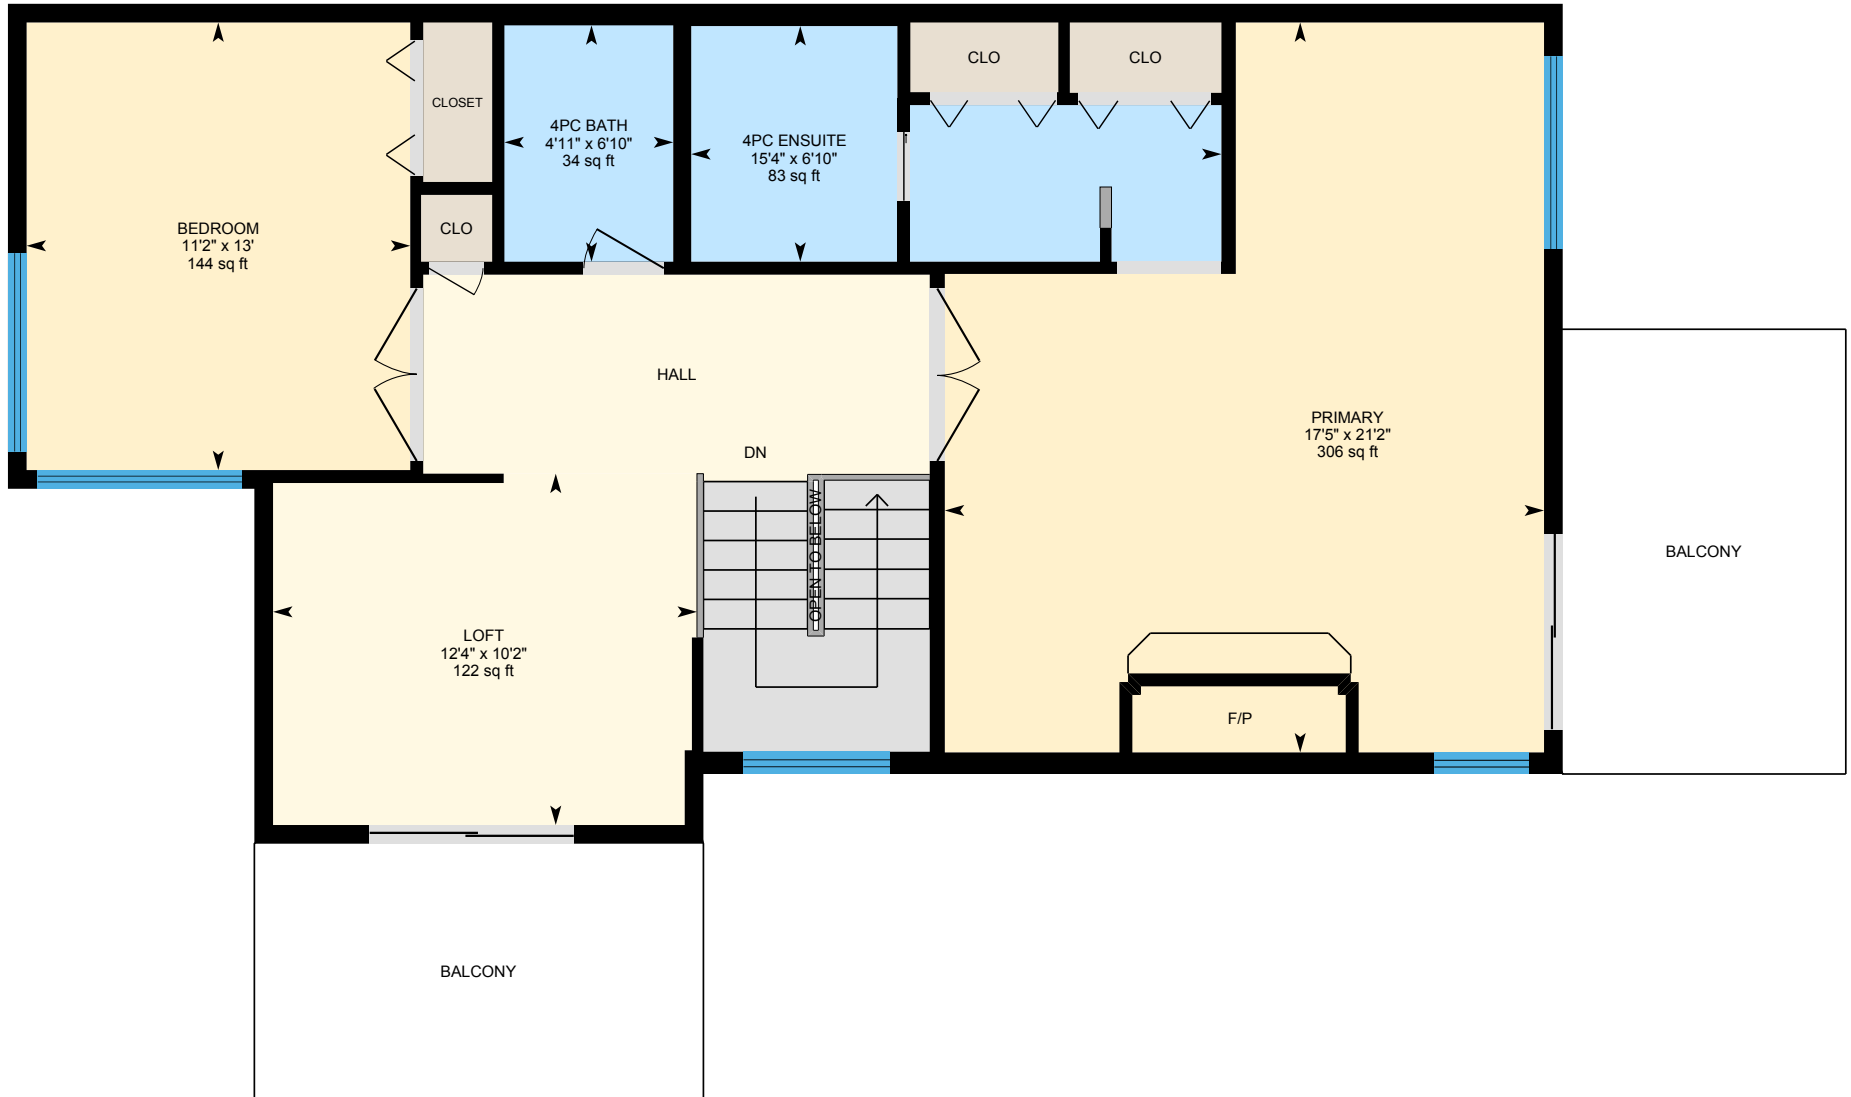 CLO
CLO
CLOSET
4PC BATH
4'11" x 6'10"
34 sq ft
4PC ENSUITE
15'4" x 6'10"
83 sq ft
BEDROOM
11'2" x 13'
144 sq ft
CLO
HALL
DN
PRIMARY
17'5" x 21'2"
306 sq ft
OPEN TO BELOW
BALCONY
LOFT
12'4" x 10'2"
122 sq ft
F/P
BALCONY